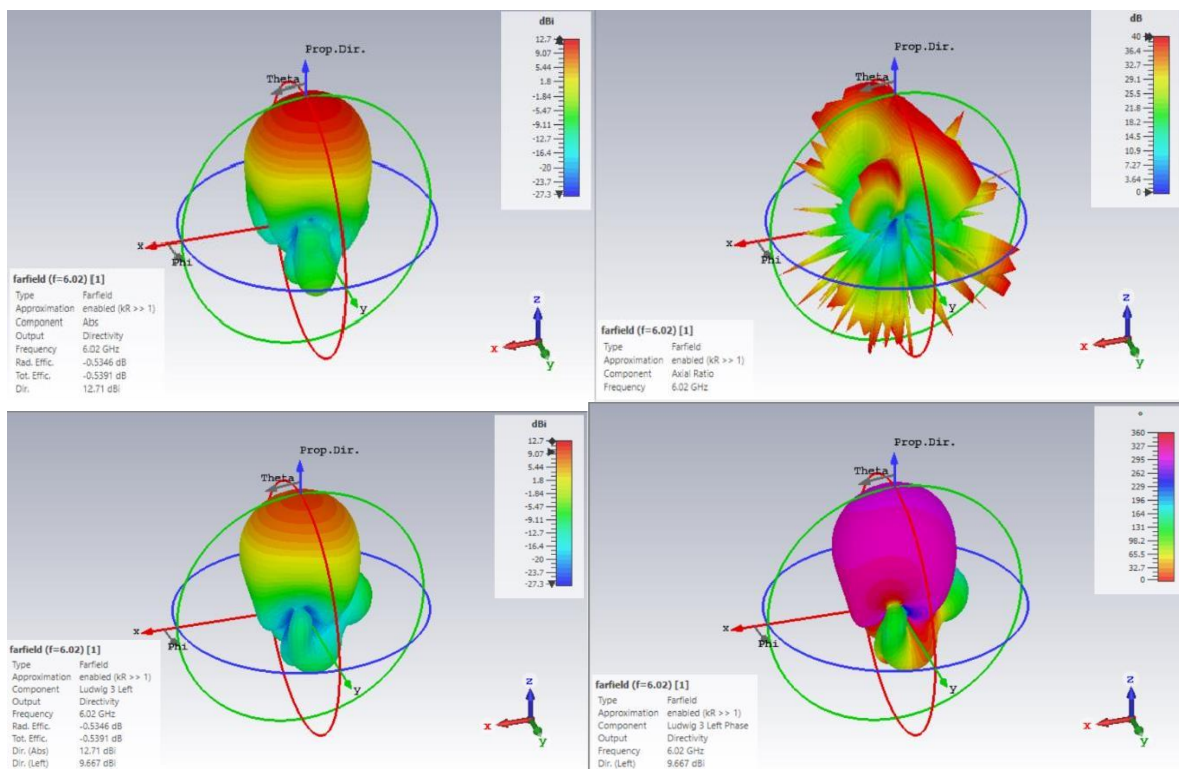 dBi
12.7
9.07
5.44
1.8
-1.84
-5.47
-9.11
-12.7
-16.4
-20
-23.7
-27.3
Prop.Dir.
Theta
x
Phi
y
z
x
y
farfield (f=6.02) [1]
Type Farfield
Approximation enabled (kR >> 1)
Component Abs
Output Directivity
Frequency 6.02 GHz
Rad. Effic. -0.5346 dB
Tot. Effic. -0.5391 dB
Dir. 12.71 dBi
dB
40
36.4
32.7
29.1
25.5
21.8
18.2
14.5
10.9
7.27
3.64
0
Prop.Dir.
Theta
x
Phi
y
z
x
y
farfield (f=6.02) [1]
Type Farfield
Approximation enabled (kR >> 1)
Component Axial Ratio
Frequency 6.02 GHz
dBi
12.7
9.07
5.44
1.8
-1.84
-5.47
-9.11
-12.7
-16.4
-20
-23.7
-27.3
Prop.Dir.
Theta
x
Phi
y
z
x
y
farfield (f=6.02) [1]
Type Farfield
Approximation enabled (kR >> 1)
Component Ludwig 3 Left
Output Directivity
Frequency 6.02 GHz
Rad. Effic. -0.5346 dB
Tot. Effic. -0.5391 dB
Dir. (Abs) 12.71 dBi
Dir. (Left) 9.667 dBi
°
360
327
295
262
229
196
164
131
98.2
65.5
32.7
0
Prop.Dir.
Theta
x
Phi
y
z
x
y
farfield (f=6.02) [1]
Type Farfield
Approximation enabled (kR >> 1)
Component Ludwig 3 Left Phase
Output Directivity
Frequency 6.02 GHz
Dir. (Left) 9.667 dBi